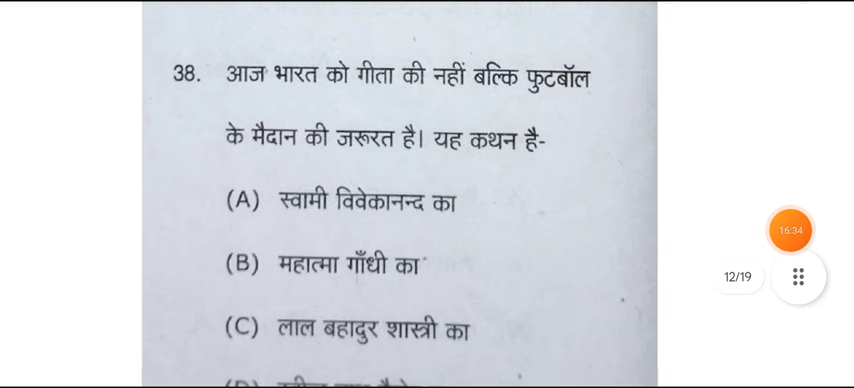 38. आज भारत को गीता की नहीं बल्कि फुटबॉल
के मैदान की जरूरत है। यह कथन है-
(A) स्वामी विवेकानन्द का
16:34
(B) महात्मा गाँधी का
12/19
(C) लाल बहादुर शास्त्री का